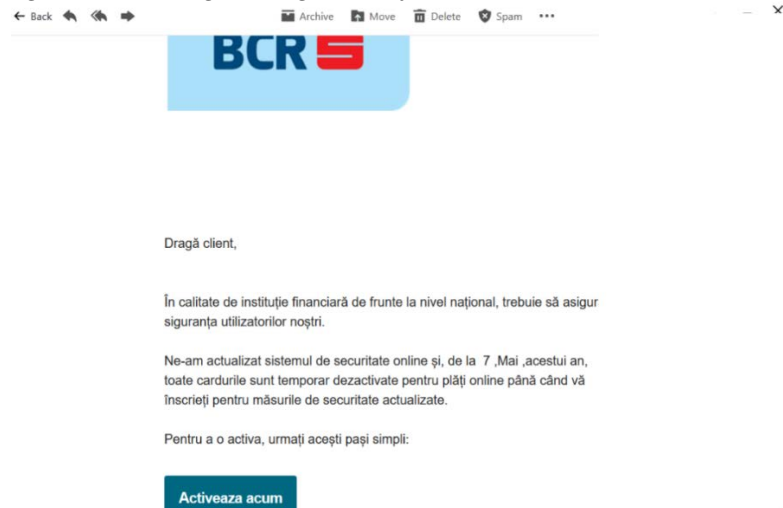 ← Back Archive Move Delete Spam •••
BCR
Dragă client,
În calitate de instituție financiară de frunte la nivel național, trebuie să asigur
siguranța utilizatorilor noștri.
Ne-am actualizat sistemul de securitate online și, de la 7 ,Mai ,acestui an,
toate cardurile sunt temporar dezactivate pentru plăți online până când vă
înscrieți pentru măsurile de securitate actualizate.
Pentru a o activa, urmați acești pași simpli:
Activeaza acum